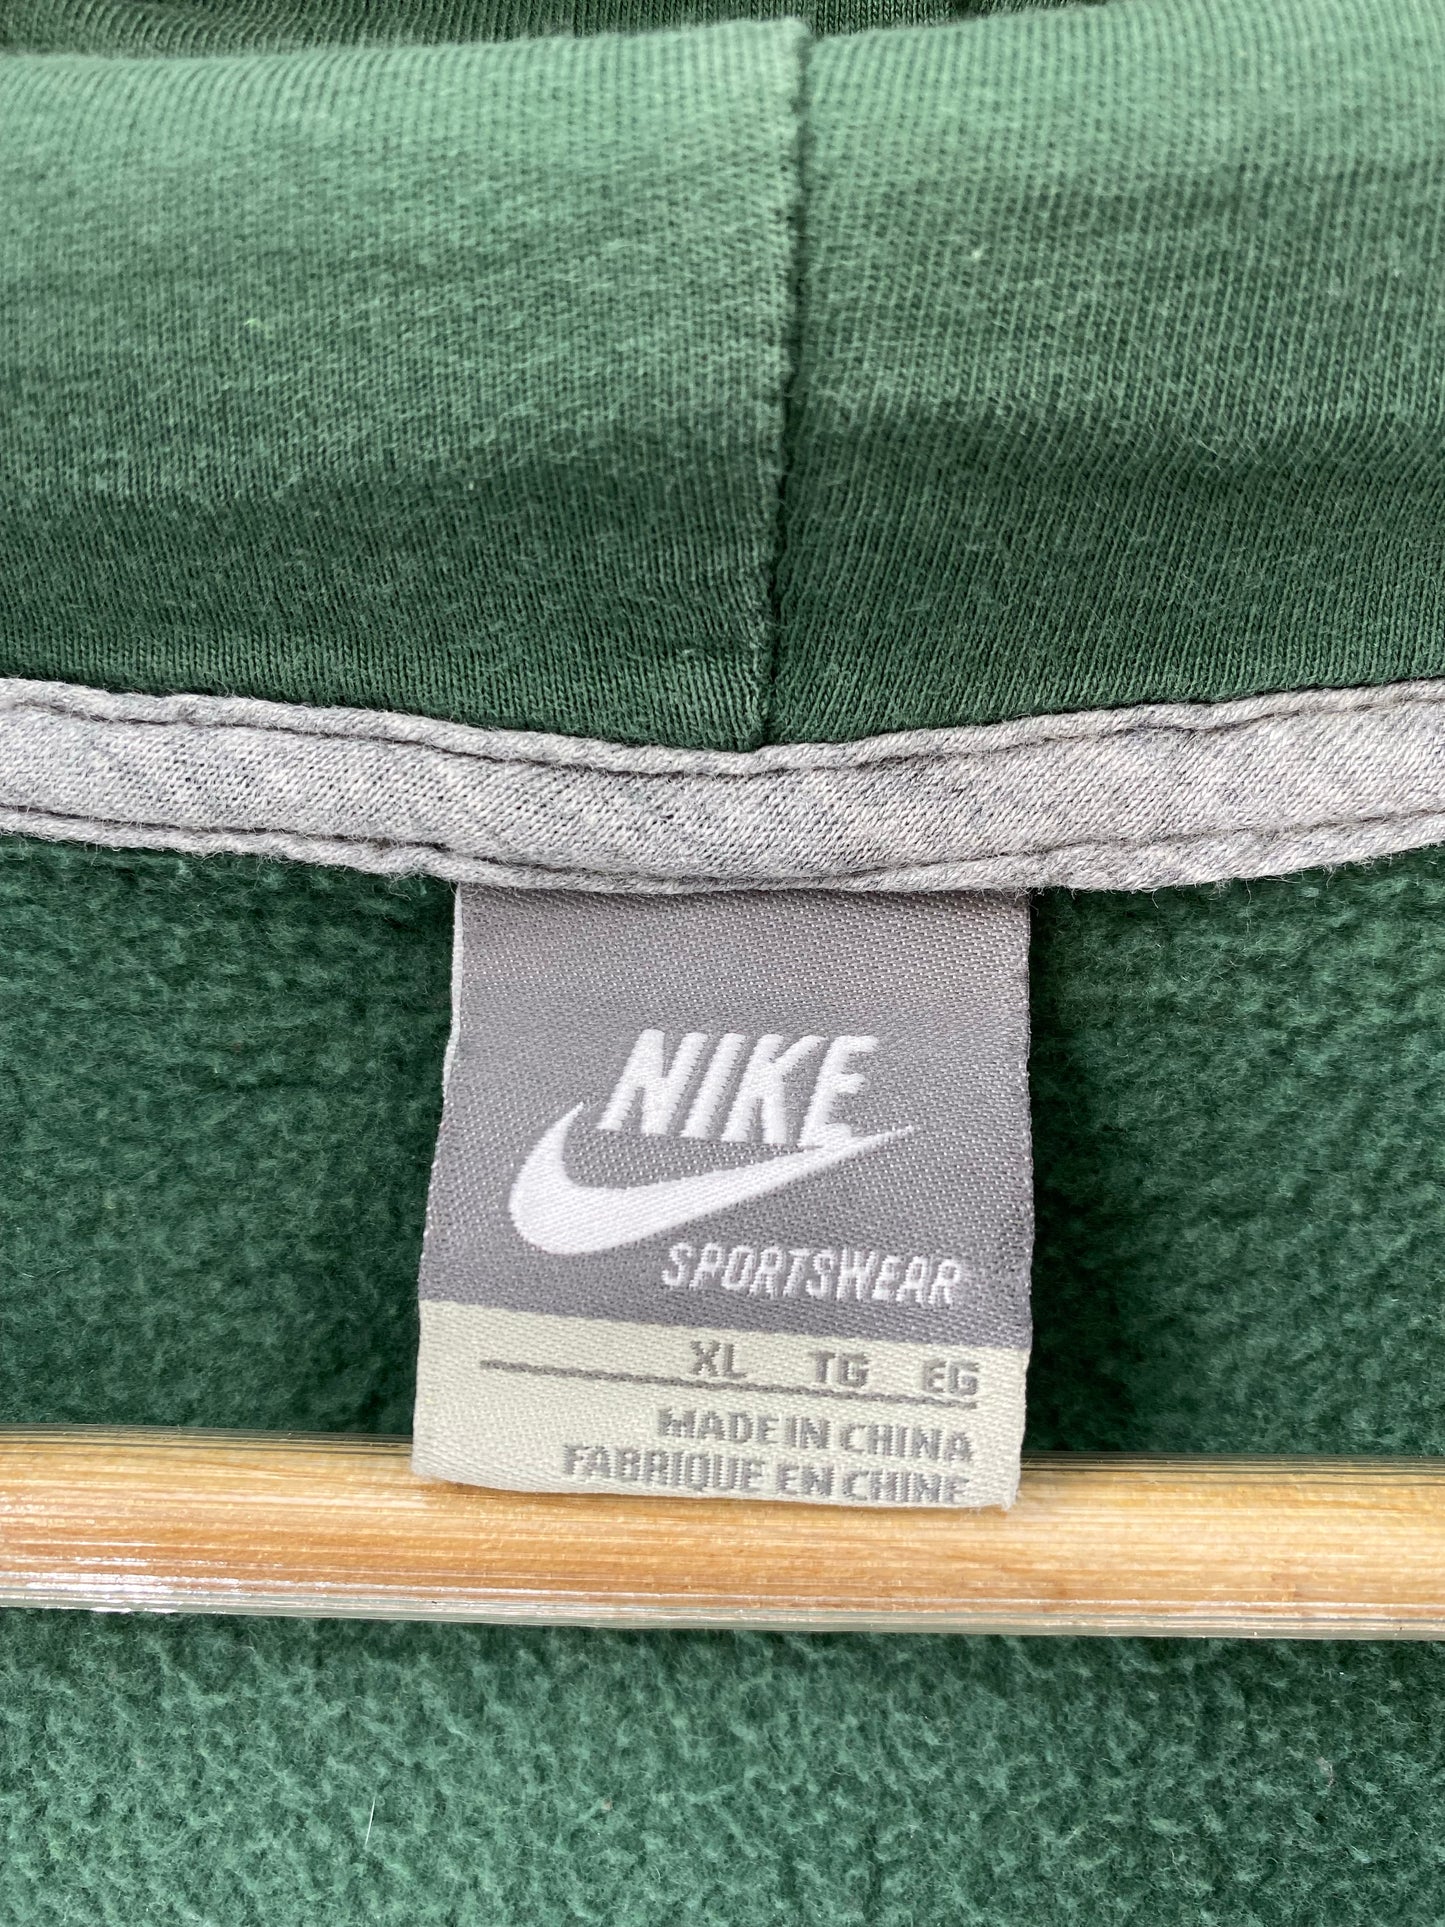 NIKE
SPORTSWEAR
XL TG EG
MADE IN CHINA
FABRIQUE EN CHINE